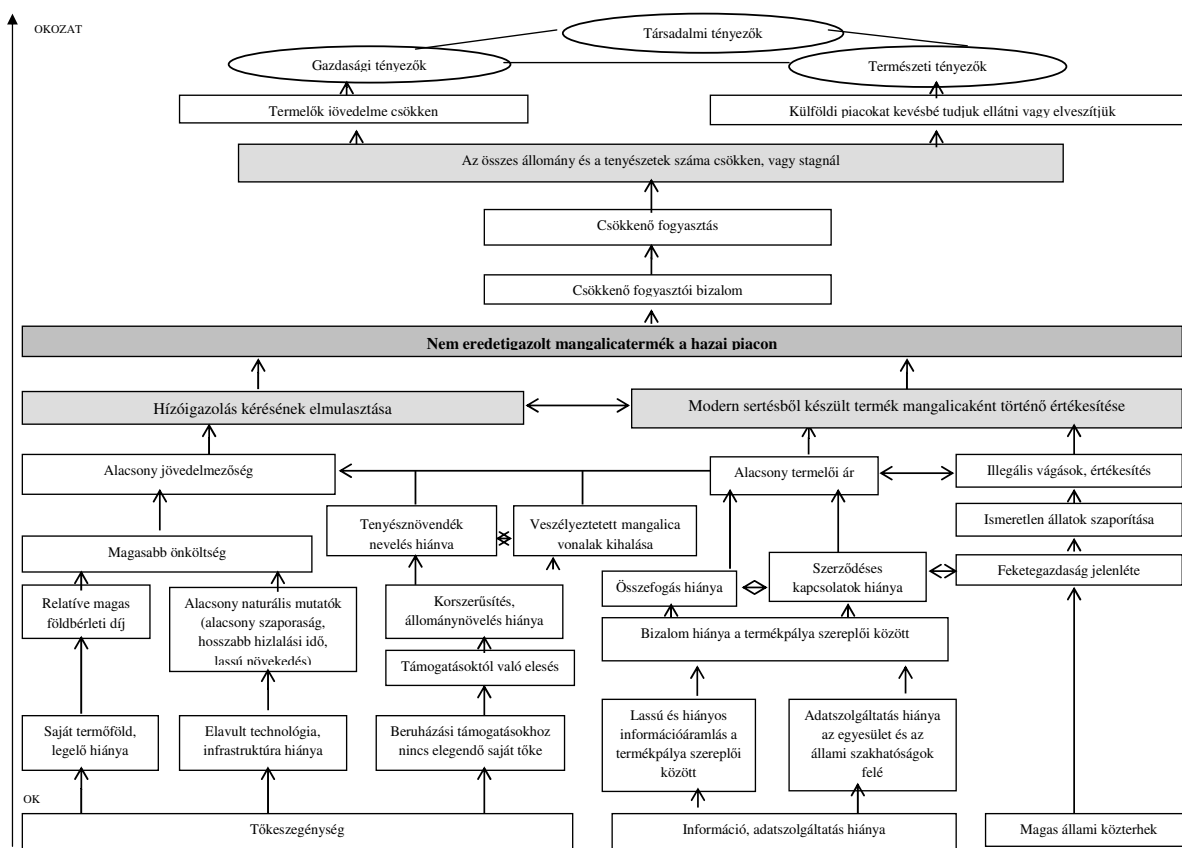 OKOZAT
Társadalmi tényezők
Gazdasági tényezők
Természeti tényezők
Termelők jövedelme csökken
Külföldi piacokat kevésbé tudjuk ellátni vagy elveszítjük
Az összes állomány és a tenyészetek száma csökken, vagy stagnál
Csökkenő fogyasztás
Csökkenő fogyasztói bizalom
Nem eredetigazolt mangalicatermék a hazai piacon
Hízóigazolás kérésének elmulasztása
Modern sertésből készült termék mangalicaként történő értékesítése
Alacsony jövedelmezőség
Alacsony termelői ár
Illegális vágások, értékesítés
Tenyésznövendék
nevelés hiánya
Veszélyeztetett mangalica
vonalak kihalása
Ismeretlen állatok szaporítása
Magasabb önköltség
Összefogás hiánya
Szerződéses
kapcsolatok hiánya
Feketegazdaság jelenléte
Relatíve magas
földbérleti díj
Alacsony naturális mutatók
(alacsony szaporaság,
hosszabb hizlalási idő,
lassú növekedés)
Korszerűsítés,
állománynövelés hiánya
Bizalom hiánya a termékpálya szereplői között
Támogatásoktól való elesés
Saját termőföld,
legelő hiánya
Elavult technológia,
infrastruktúra hiánya
Beruházási támogatásokhoz
nincs elegendő saját tőke
Lassú és hiányos
információáramlás a
termékpálya szereplői
között
Adatszolgáltatás hiánya
az egyesület és az
állami szakhatóságok
felé
OK
Tőkeszegénység
Információ, adatszolgáltatás hiánya
Magas állami közterhek